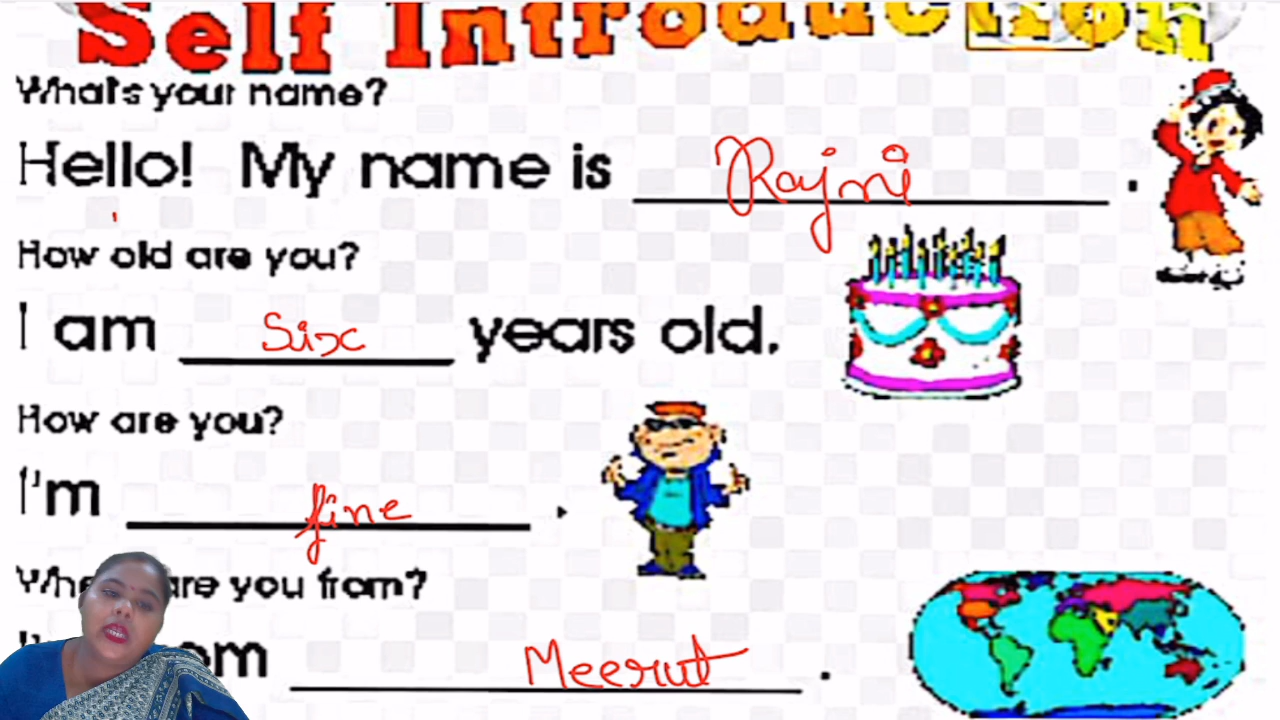 Self Introduction
What's your name?
Hello! My name is Rajni.
How old are you?
I am Six years old.
How are you?
I'm fine.
are you from?
Meerut.